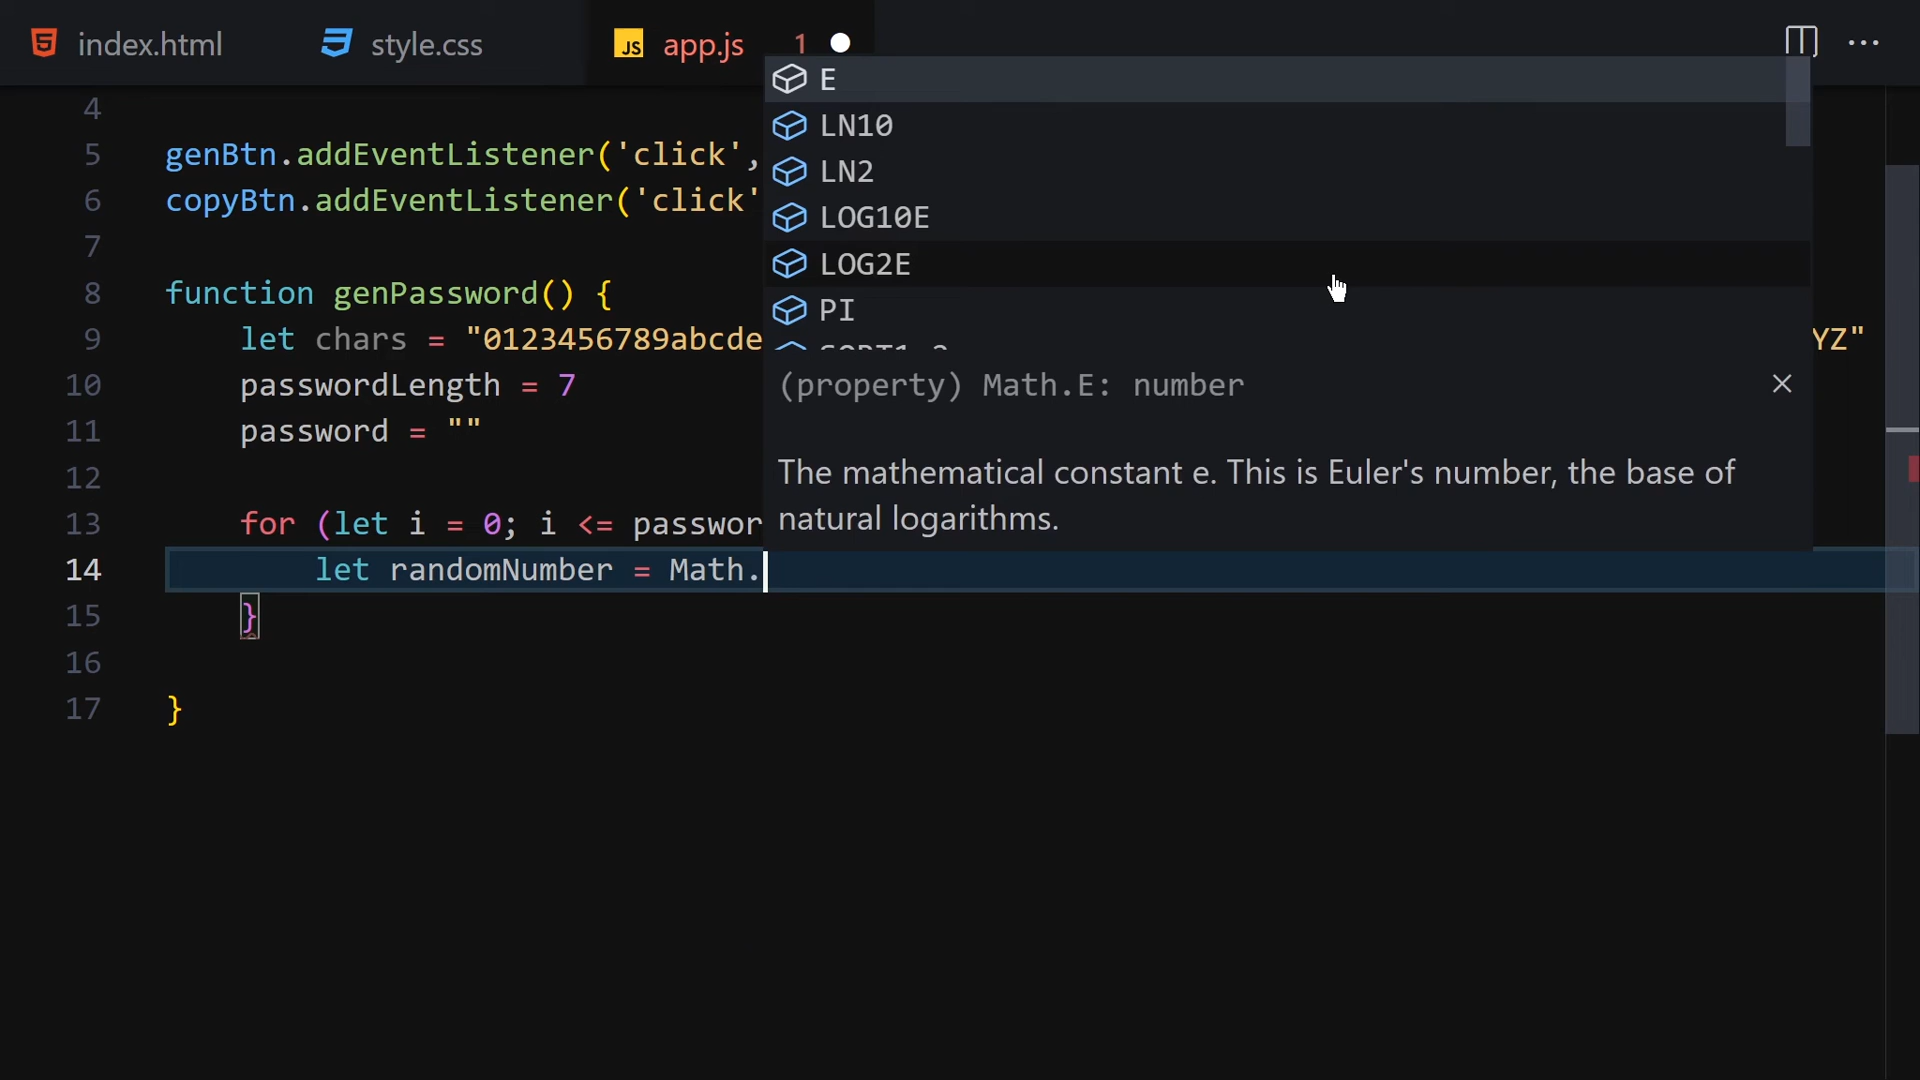 index.html
style.css
JS app.js 1
E
LN10
LN2
LOG10E
LOG2E
PI
(property) Math.E: number
The mathematical constant e. This is Euler's number, the base of
natural logarithms.
4
5 genBtn.addEventListener('click',
6 copyBtn.addEventListener('click'
7
8 function genPassword() {
9 let chars = "0123456789abcde YZ"
10 passwordLength = 7
11 password = ""
12
13 for (let i = 0; i <= passwor
14 let randomNumber = Math.
15 }
16
17 }